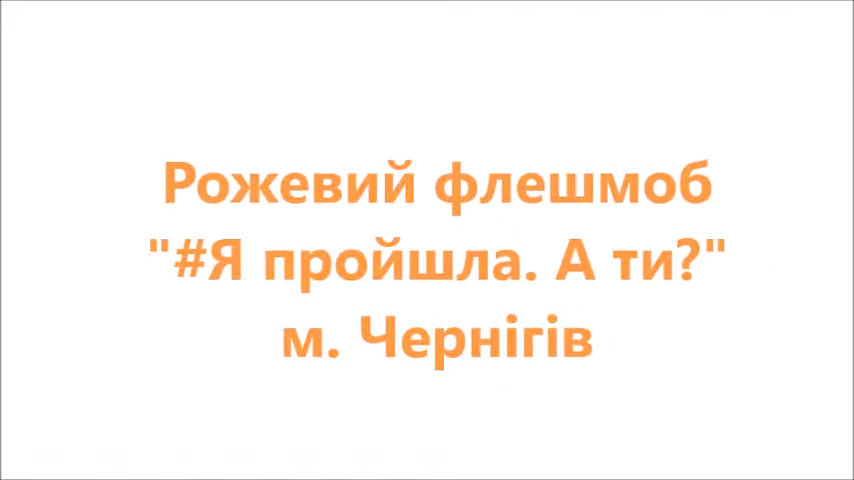 Рожевий флешмоб
"#Я пройшла. А ти?"
м. Чернігів